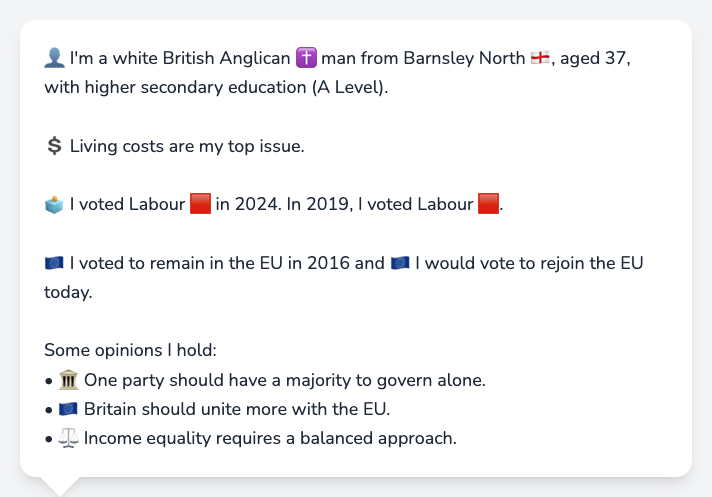 👤 I'm a white British Anglican ✝️ man from Barnsley North 🏴󠁧󠁢󠁥󠁮󠁧󠁿, aged 37,
with higher secondary education (A Level).
💲 Living costs are my top issue.
🗳️ I voted Labour 🟥 in 2024. In 2019, I voted Labour 🟥.
🇪🇺 I voted to remain in the EU in 2016 and 🇪🇺 I would vote to rejoin the EU
today.
Some opinions I hold:
• 🏛️ One party should have a majority to govern alone.
• 🇪🇺 Britain should unite more with the EU.
• ⚖️ Income equality requires a balanced approach.